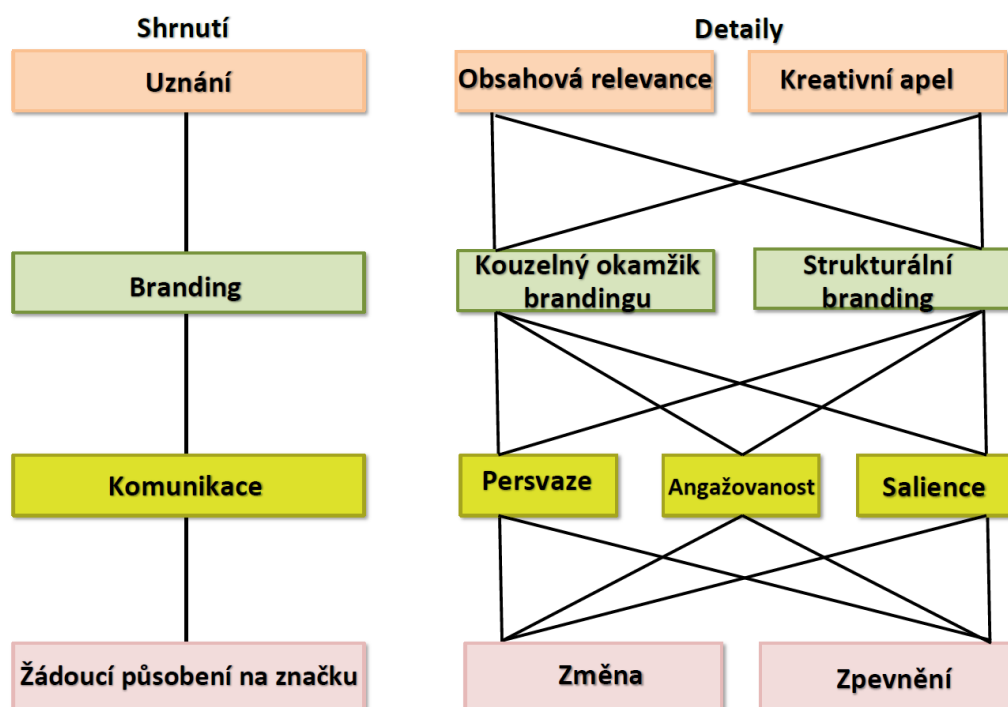 Shrnutí
Detaily
Uznání
Obsahová relevance
Kreativní apel
Branding
Kouzelný okamžik
brandingu
Strukturální
branding
Komunikace
Persvaze
Angažovanost
Salience
Žádoucí působení na značku
Změna
Zpevnění